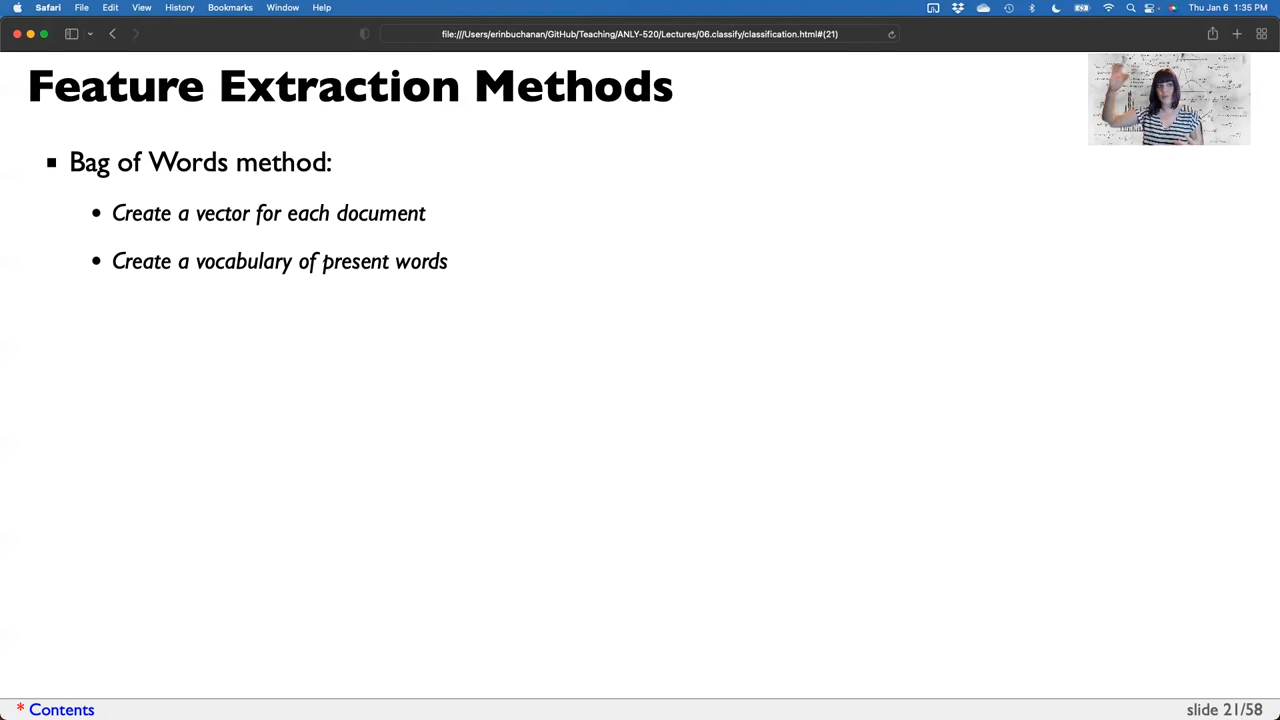 Safari File Edit View History Bookmarks Window Help Thu Jan 6 1:35 PM
file:///Users/erinbuchanan/GitHub/Teaching/ANLY-520/Lectures/06.classify/classification.html#(21)
Feature Extraction Methods
Bag of Words method:
Create a vector for each document
Create a vocabulary of present words
* Contents
slide 21/58